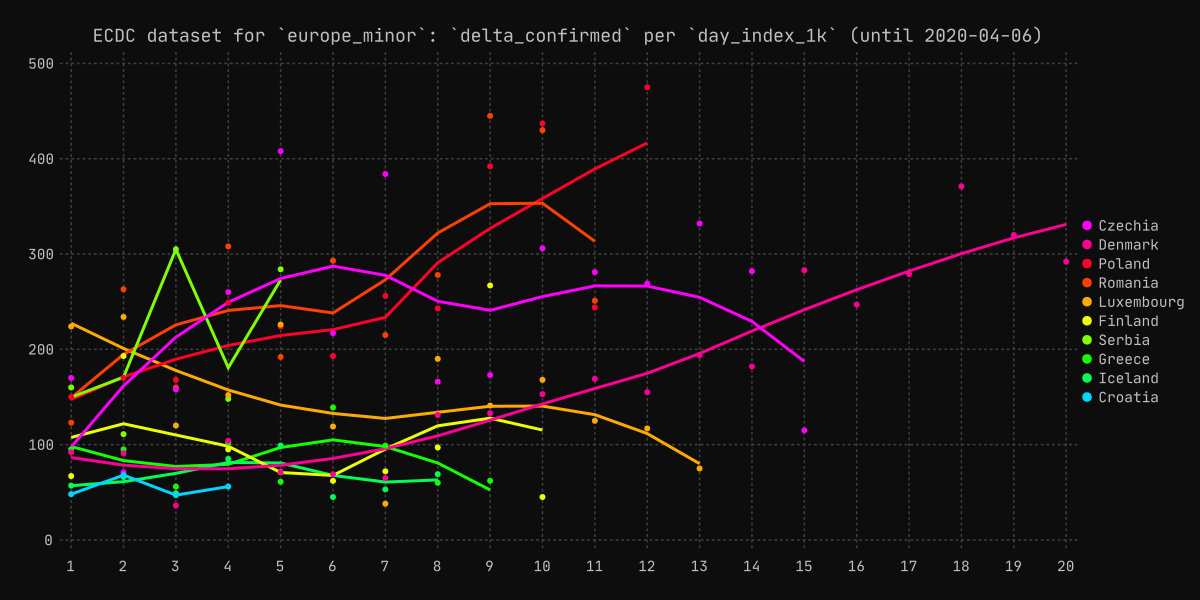 ECDC dataset for `europe_minor`: `delta_confirmed` per `day_index_1k` (until 2020-04-06)
500
400
300
200
100
0
1 2 3 4 5 6 7 8 9 10 11 12 13 14 15 16 17 18 19 20
Czechia
Denmark
Poland
Romania
Luxembourg
Finland
Serbia
Greece
Iceland
Croatia